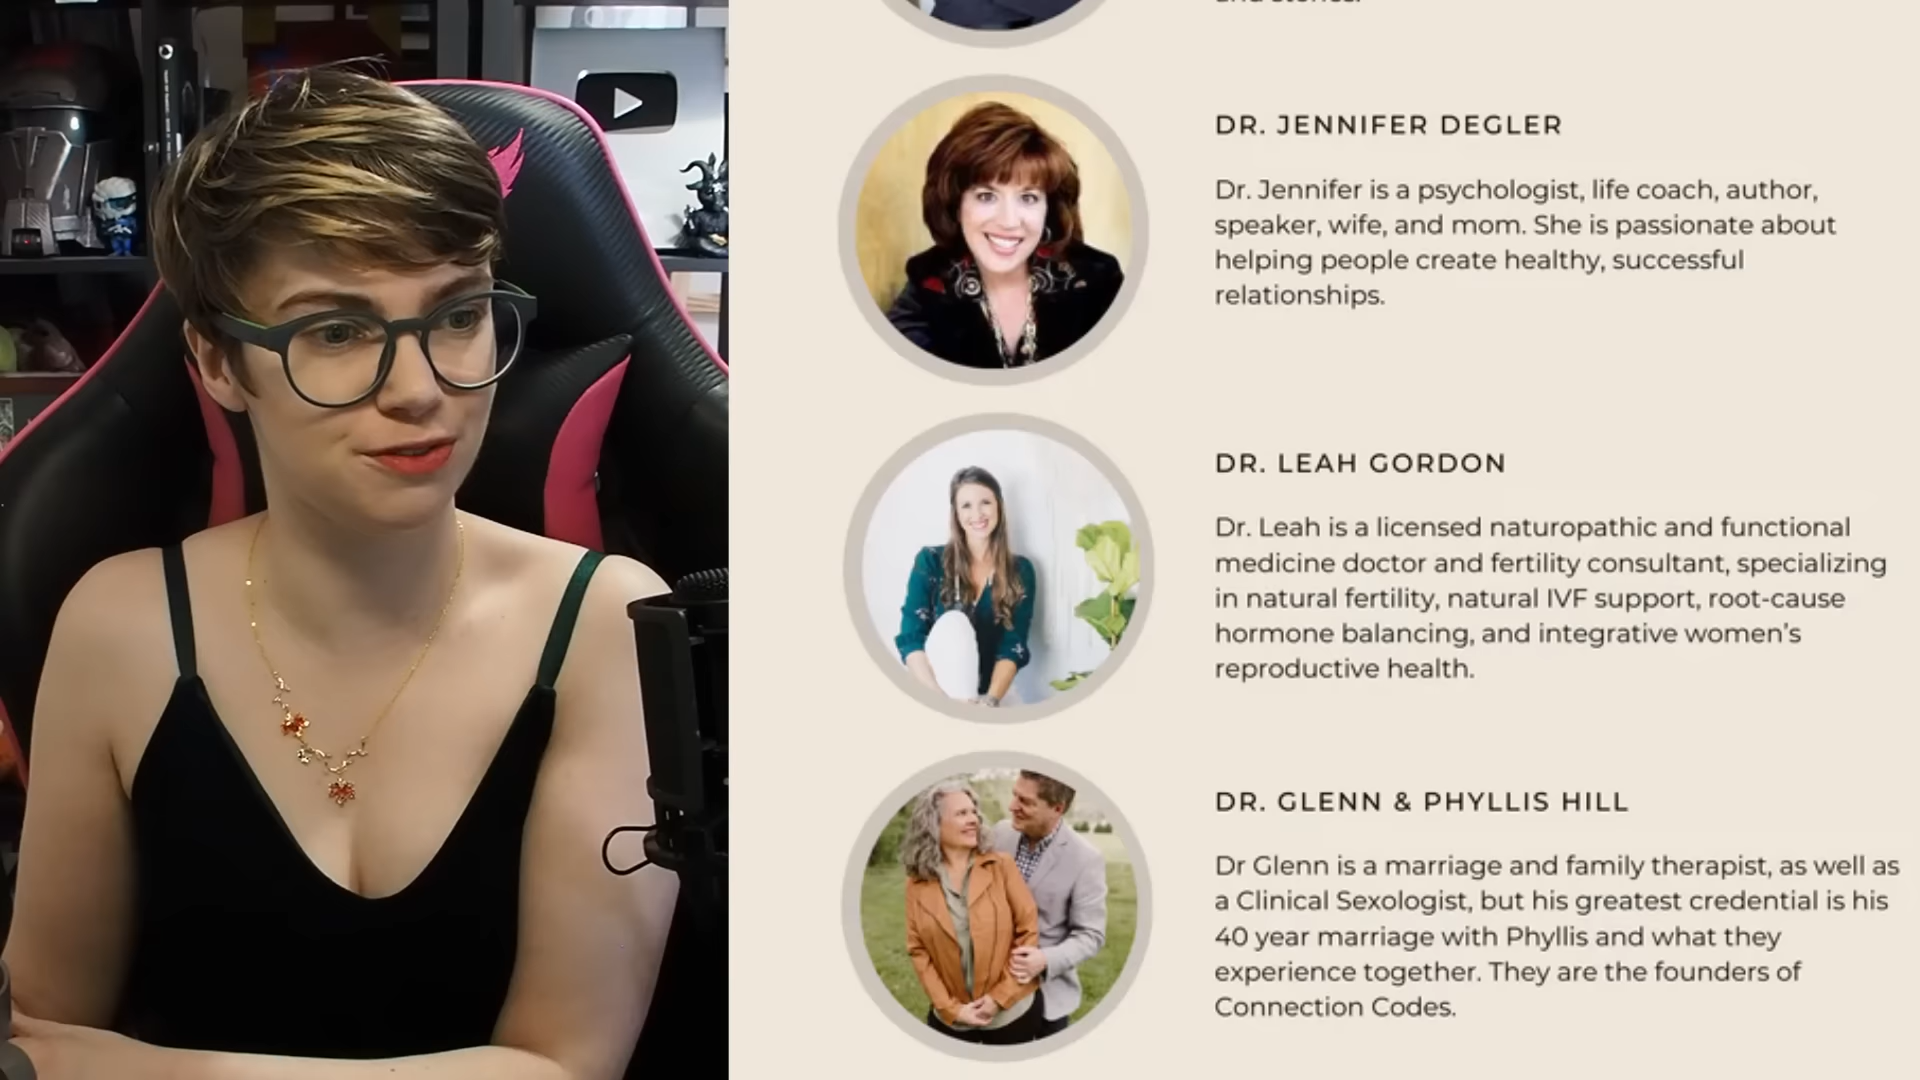 DR. JENNIFER DEGLER
Dr. Jennifer is a psychologist, life coach, author,
speaker, wife, and mom. She is passionate about
helping people create healthy, successful
relationships.
DR. LEAH GORDON
Dr. Leah is a licensed naturopathic and functional
medicine doctor and fertility consultant, specializing
in natural fertility, natural IVF support, root-cause
hormone balancing, and integrative women's
reproductive health.
DR. GLENN & PHYLLIS HILL
Dr Glenn is a marriage and family therapist, as well as
a Clinical Sexologist, but his greatest credential is his
40 year marriage with Phyllis and what they
experience together. They are the founders of
Connection Codes.